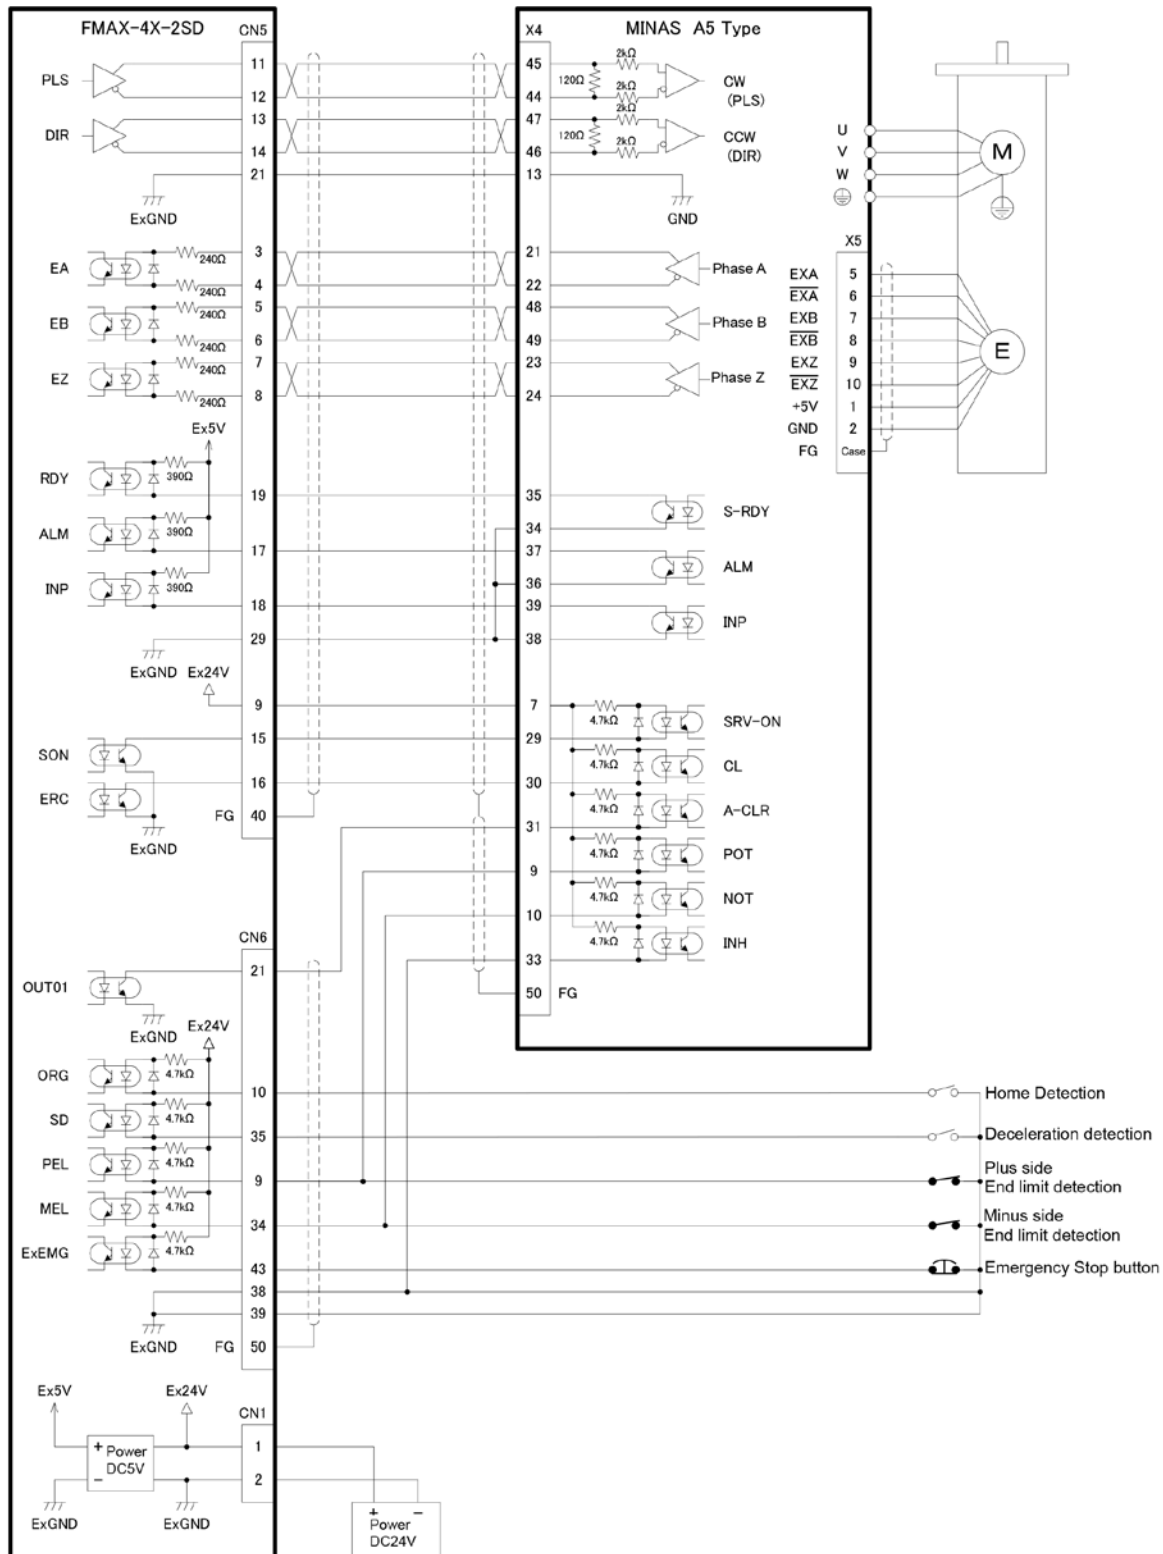 FMAX-4X-2SD CN5 X4 MINAS A5 Type
PLS 11 45 2kΩ CW
120Ω
12 44 2kΩ (PLS)
DIR 13 47 2kΩ CCW
120Ω
14 46 2kΩ (DIR)
21 13
ExGND GND
U
V
W
M
X5
EA 3 21 Phase A
240Ω
4 22
240Ω
EB 5 48 Phase B
240Ω
6 49
240Ω
EZ 7 23 Phase Z
240Ω
8 24
240Ω
EXA 5
EXA 6
EXB 7
EXB 8
EXZ 9
EXZ 10
+5V 1
GND 2
FG Case
E
Ex5V
RDY 390Ω 19 35 S-RDY
34
ALM 390Ω 17 37 ALM
36
INP 390Ω 18 39 INP
29 38
ExGND Ex24V
9 7 4.7kΩ SRV-ON
SON 15 29
4.7kΩ CL
ERC 16 30
4.7kΩ A-CLR
FG 40 31
ExGND
4.7kΩ POT
9
4.7kΩ NOT
10
CN6 4.7kΩ INH
21 33
OUT01 50 FG
ExGND Ex24V
ORG 4.7kΩ 10 Home Detection
SD 4.7kΩ 35 Deceleration detection
PEL 4.7kΩ 9 Plus side
End limit detection
MEL 4.7kΩ 34 Minus side
End limit detection
ExEMG 4.7kΩ 43 Emergency Stop button
38
39
ExGND FG 50
Ex5V Ex24V CN1
+ Power 1
DC5V
− 2
ExGND ExGND
+ −
Power
DC24V